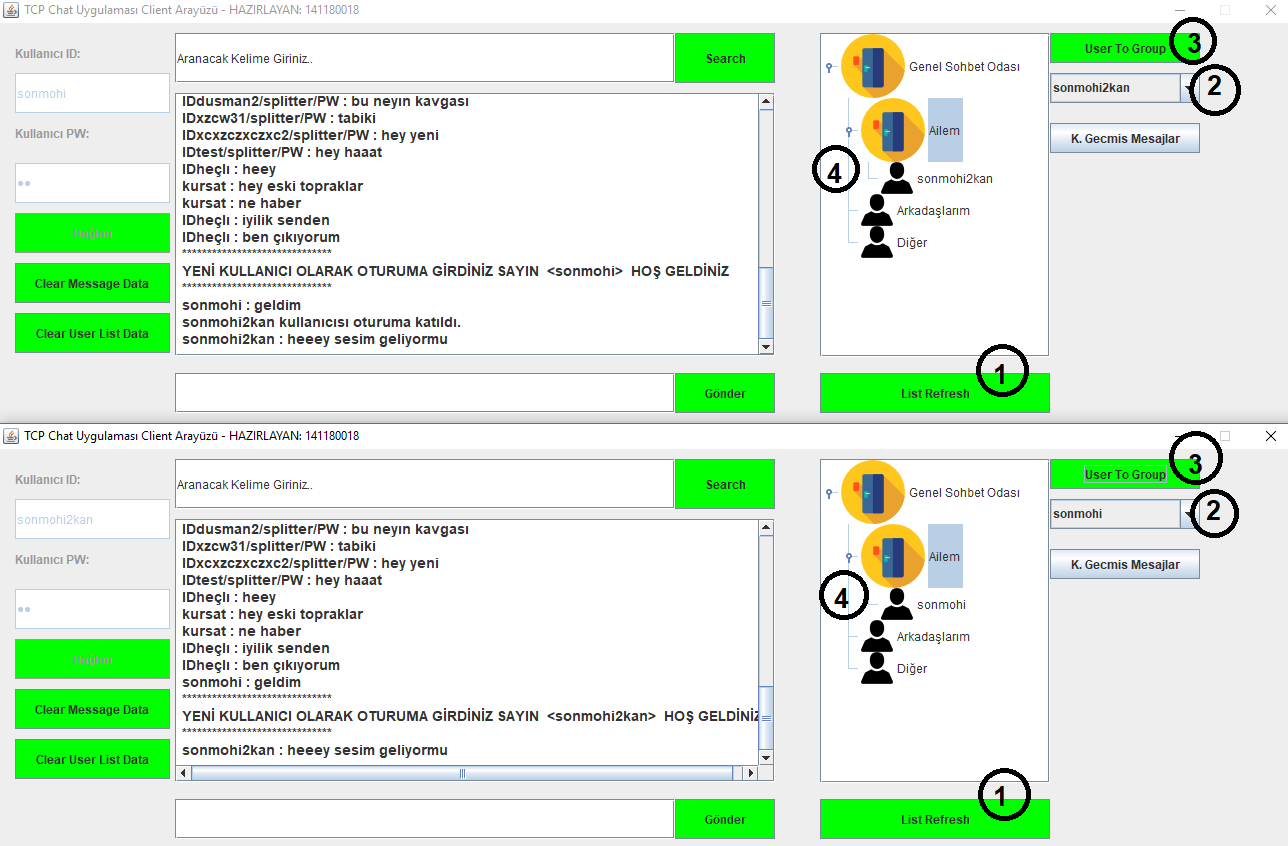 TCP Chat Uygulaması Client Arayüzü - HAZIRLAYAN: 141180018
Kullanıcı ID:
sonmohi
Kullanıcı PW:
Bağlan
Clear Message Data
Clear User List Data
Aranacak Kelime Giriniz..
Search
IDdusman2/splitter/PW : bu neyin kavgası
IDxzcw31/splitter/PW : tabiki
IDxcxzczxczxc2/splitter/PW : hey yeni
IDtest/splitter/PW : hey haaat
IDheçlı : heey
kursat : hey eski topraklar
kursat : ne haber
IDheçlı : iyilik senden
IDheçlı : ben çıkıyorum
******************************
YENİ KULLANICI OLARAK OTURUMA GİRDİNİZ SAYIN <sonmohi> HOŞ GELDİNİZ
******************************
sonmohi : geldim
sonmohi2kan kullanıcısı oturuma katıldı.
sonmohi2kan : heeey sesim geliyormu
Gönder
Genel Sohbet Odası
Ailem
4
sonmohi2kan
Arkadaşlarım
Diğer
1
List Refresh
User To Group 3
sonmohi2kan 2
K. Gecmis Mesajlar
TCP Chat Uygulaması Client Arayüzü - HAZIRLAYAN: 141180018
Kullanıcı ID:
sonmohi2kan
Kullanıcı PW:
Bağlan
Clear Message Data
Clear User List Data
Aranacak Kelime Giriniz..
Search
IDdusman2/splitter/PW : bu neyin kavgası
IDxzcw31/splitter/PW : tabiki
IDxcxzczxczxc2/splitter/PW : hey yeni
IDtest/splitter/PW : hey haaat
IDheçlı : heey
kursat : hey eski topraklar
kursat : ne haber
IDheçlı : iyilik senden
IDheçlı : ben çıkıyorum
sonmohi : geldim
******************************
YENİ KULLANICI OLARAK OTURUMA GİRDİNİZ SAYIN <sonmohi2kan> HOŞ GELDİNİZ
******************************
sonmohi2kan : heeey sesim geliyormu
Gönder
Genel Sohbet Odası
Ailem
4
sonmohi
Arkadaşlarım
Diğer
1
List Refresh
User To Group 3
sonmohi 2
K. Gecmis Mesajlar